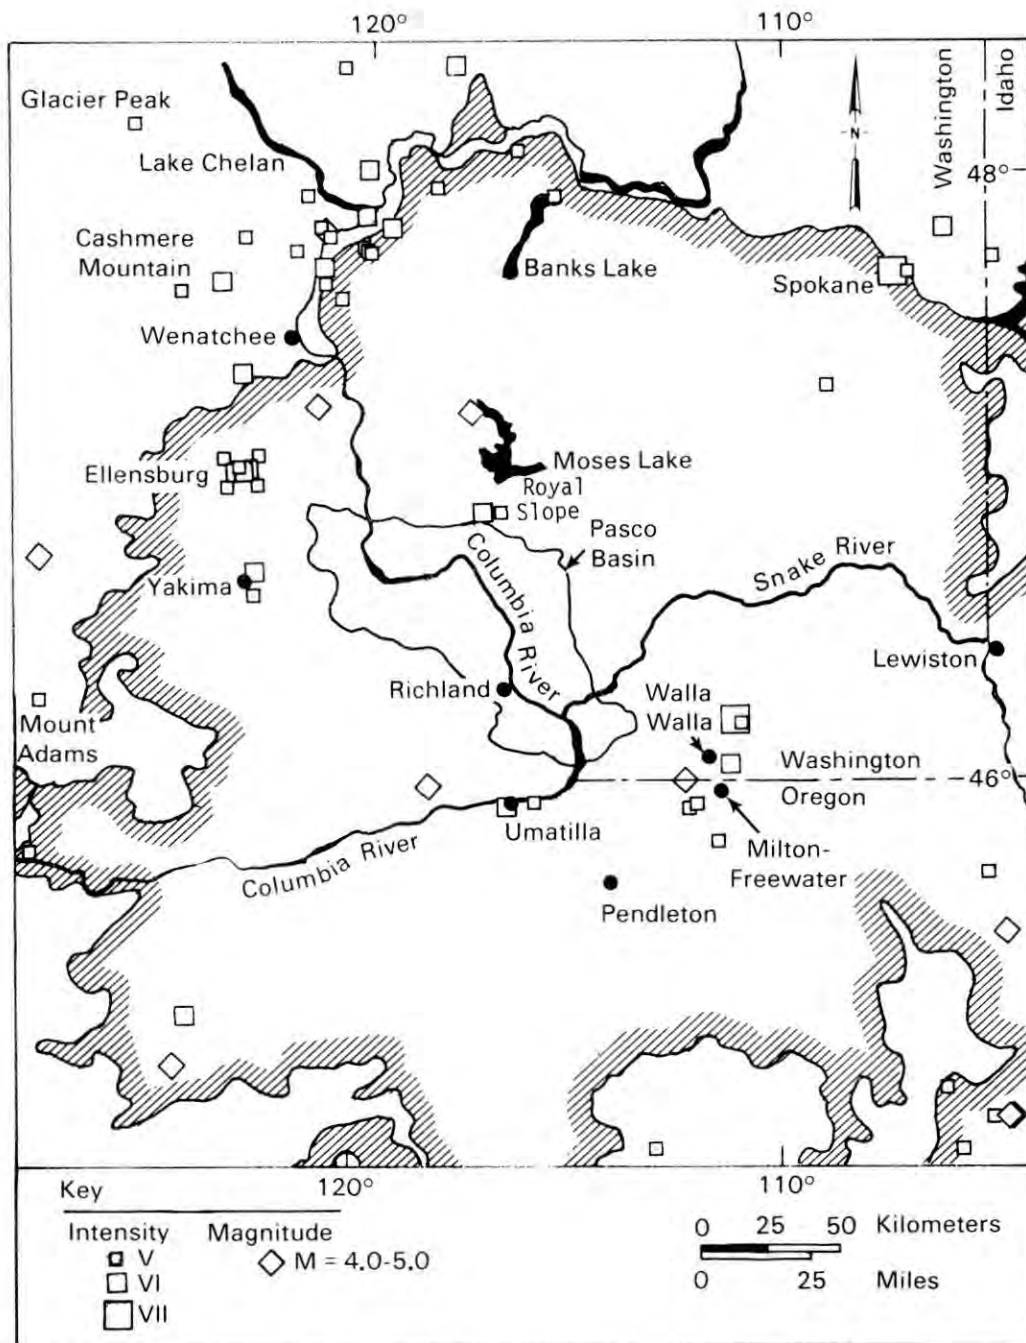 120°
110°
Glacier Peak
Lake Chelan
Washington
Idaho
N
48°
Cashmere
Mountain
Banks Lake
Spokane
Wenatchee
Ellensburg
Moses Lake
Royal
Slope
Pasco
Basin
Columbia
River
Snake River
Yakima
Lewiston
Richland
Walla
Walla
Mount
Adams
Washington
46°
Oregon
Umatilla
Columbia River
Milton-
Freewater
Pendleton
120°
110°
Key
Intensity
V
VI
VII
Magnitude
M = 4.0-5.0
0 25 50 Kilometers
0 25 Miles